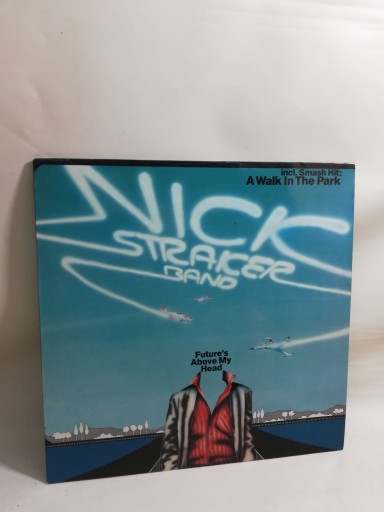 incl. Smash Hit:
A Walk In The Park
NICK
STRAKER
BAND
Future's
Above My
Head